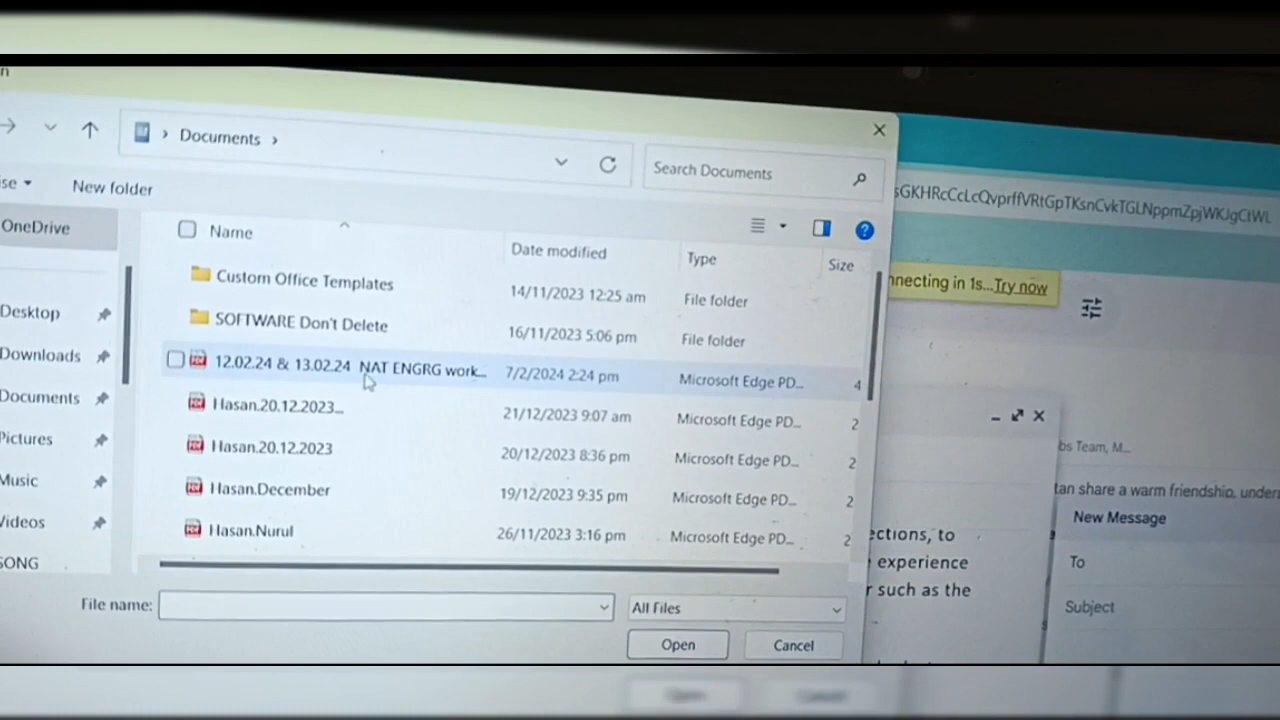 Documents
Search Documents
New folder
OneDrive
Name
Date modified
Type
Size
Custom Office Templates
14/11/2023 12:25 am
File folder
SOFTWARE Don't Delete
16/11/2023 5:06 pm
File folder
12.02.24 & 13.02.24 NAT ENGRG work...
7/2/2024 2:24 pm
Microsoft Edge PD...
4
Hasan.20.12.2023...
21/12/2023 9:07 am
Microsoft Edge PD...
2
Hasan.20.12.2023
20/12/2023 8:36 pm
Microsoft Edge PD...
2
Hasan.December
19/12/2023 9:35 pm
Microsoft Edge PD...
2
Hasan.Nurul
26/11/2023 3:16 pm
Microsoft Edge PD...
2
Desktop
Downloads
Documents
Pictures
Music
Videos
SONG
File name:
All Files
Open
Cancel
nnecting in 1s...Try now
bs Team, M...
tan share a warm friendship, unders
New Message
To
Subject
ections, to
experience
r such as the